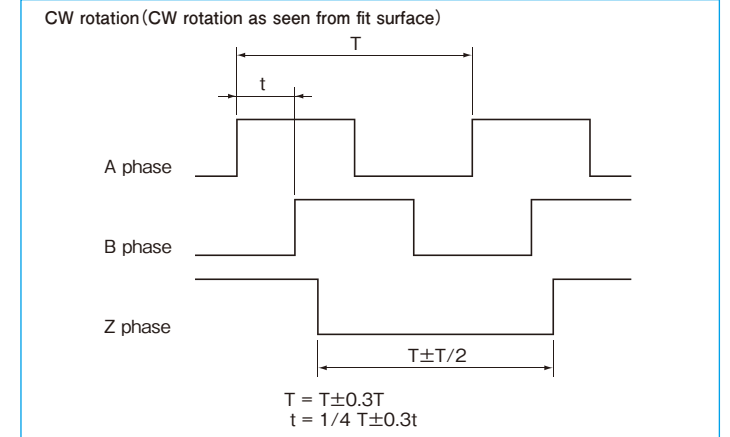 CW rotation(CW rotation as seen from fit surface)
T
t
A phase
B phase
Z phase
T±T/2
T = T±0.3T
t = 1/4 T±0.3t